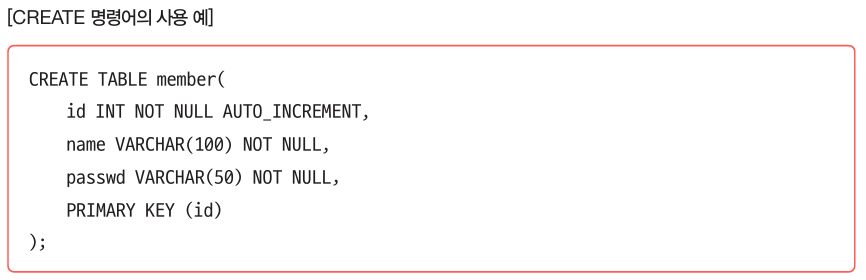 [CREATE 명령어의 사용 예]
CREATE TABLE member(
id INT NOT NULL AUTO_INCREMENT,
name VARCHAR(100) NOT NULL,
passwd VARCHAR(50) NOT NULL,
PRIMARY KEY (id)
);